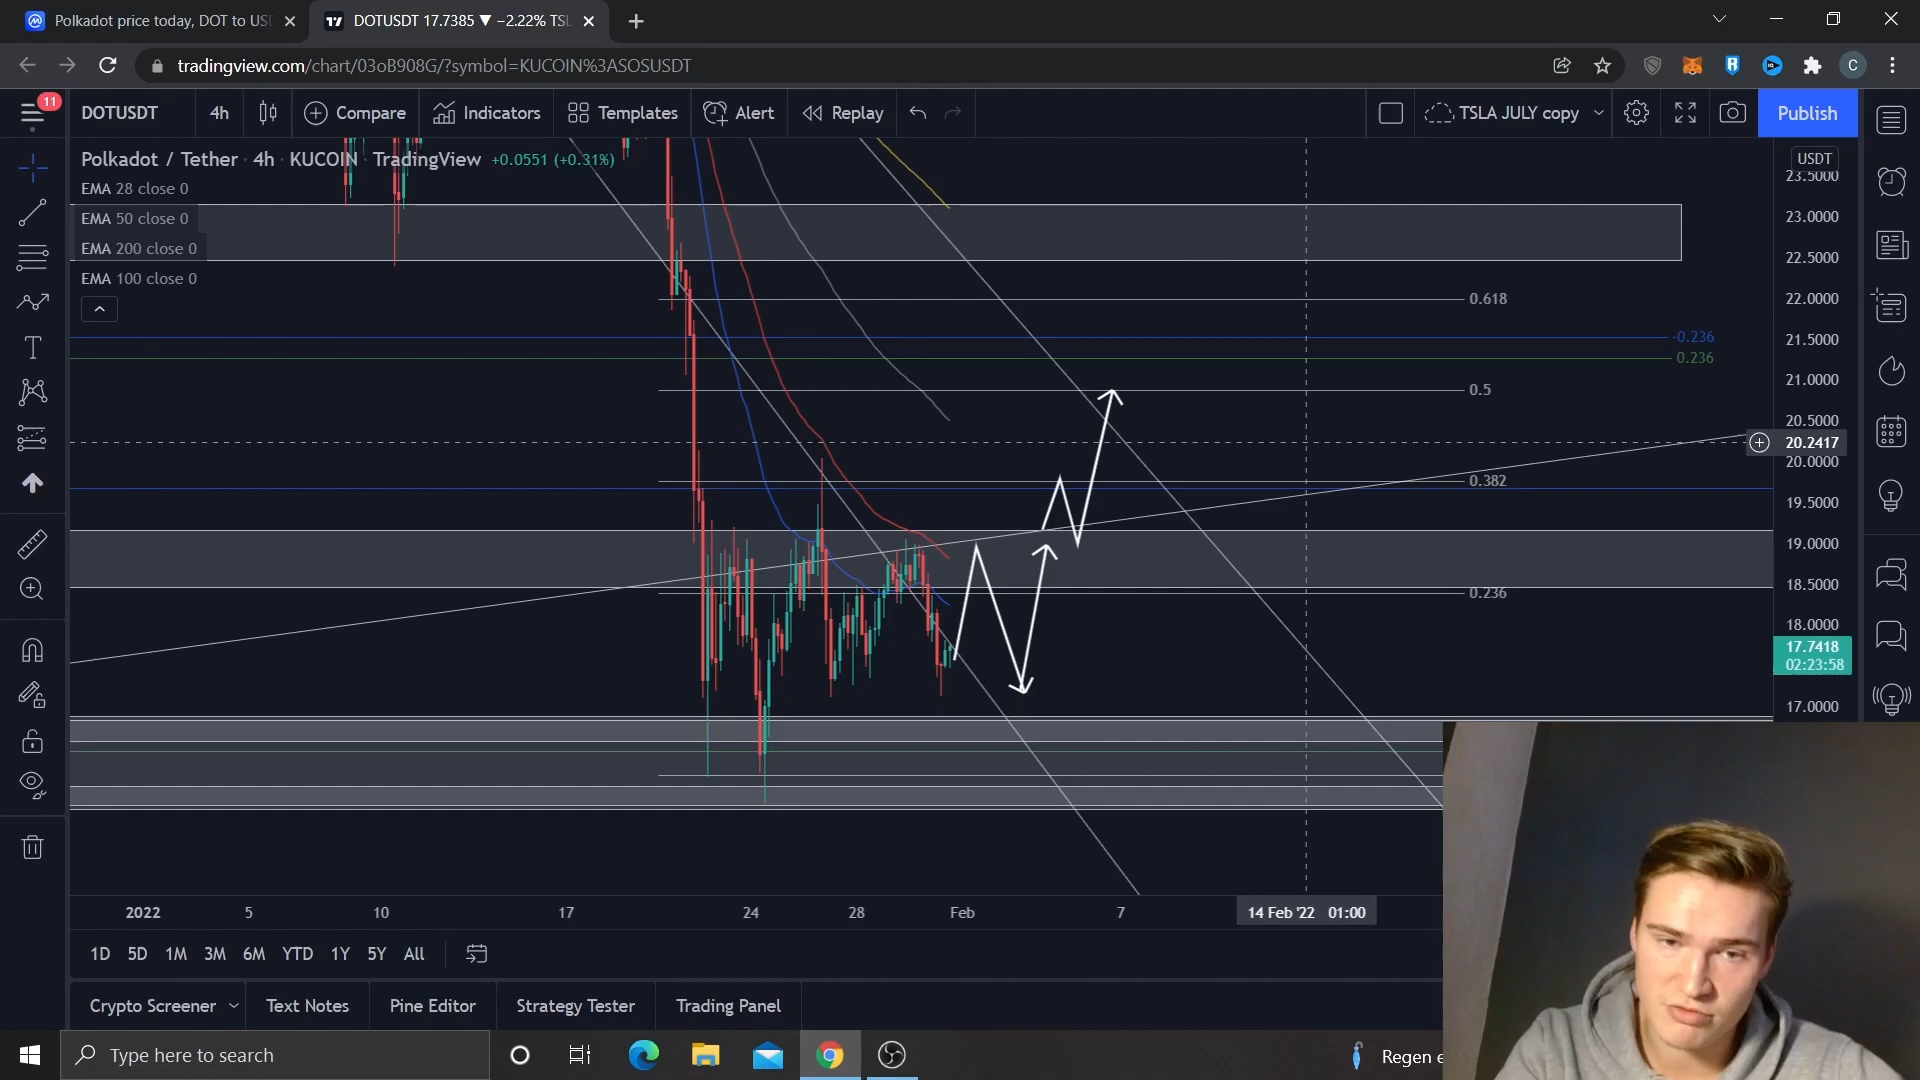 Polkadot price today, DOT to US
DOTUSDT 17.7385 ▼ −2.22% TSL
tradingview.com/chart/03oB908G/?symbol=KUCOIN%3ASOSUSDT
C
11
DOTUSDT
4h
Compare
Indicators
Templates
Alert
Replay
TSLA JULY copy
Publish
Polkadot / Tether · 4h · KUCOIN · TradingView +0.0551 (+0.31%)
EMA 28 close 0
EMA 50 close 0
EMA 200 close 0
EMA 100 close 0
USDT
23.5000
23.0000
22.5000
22.0000
21.5000
21.0000
20.5000
20.2417
20.0000
19.5000
19.0000
18.5000
18.0000
17.7418
02:23:58
17.0000
0.618
-0.236
0.236
0.5
0.382
0.236
2022
5
10
17
24
28
Feb
7
14 Feb '22 01:00
1D
5D
1M
3M
6M
YTD
1Y
5Y
All
Crypto Screener
Text Notes
Pine Editor
Strategy Tester
Trading Panel
Type here to search
Regen e